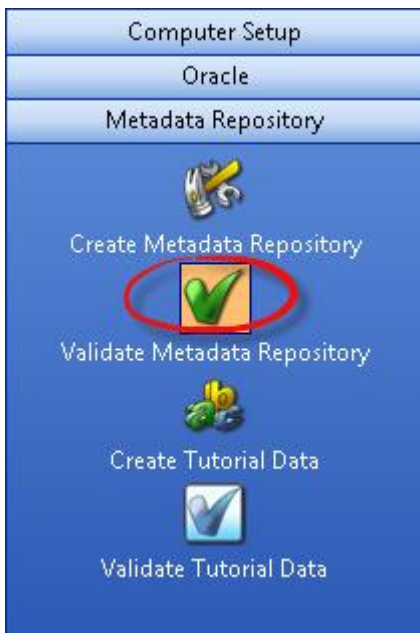 Computer Setup
Oracle
Metadata Repository
Create Metadata Repository
Validate Metadata Repository
Create Tutorial Data
Validate Tutorial Data